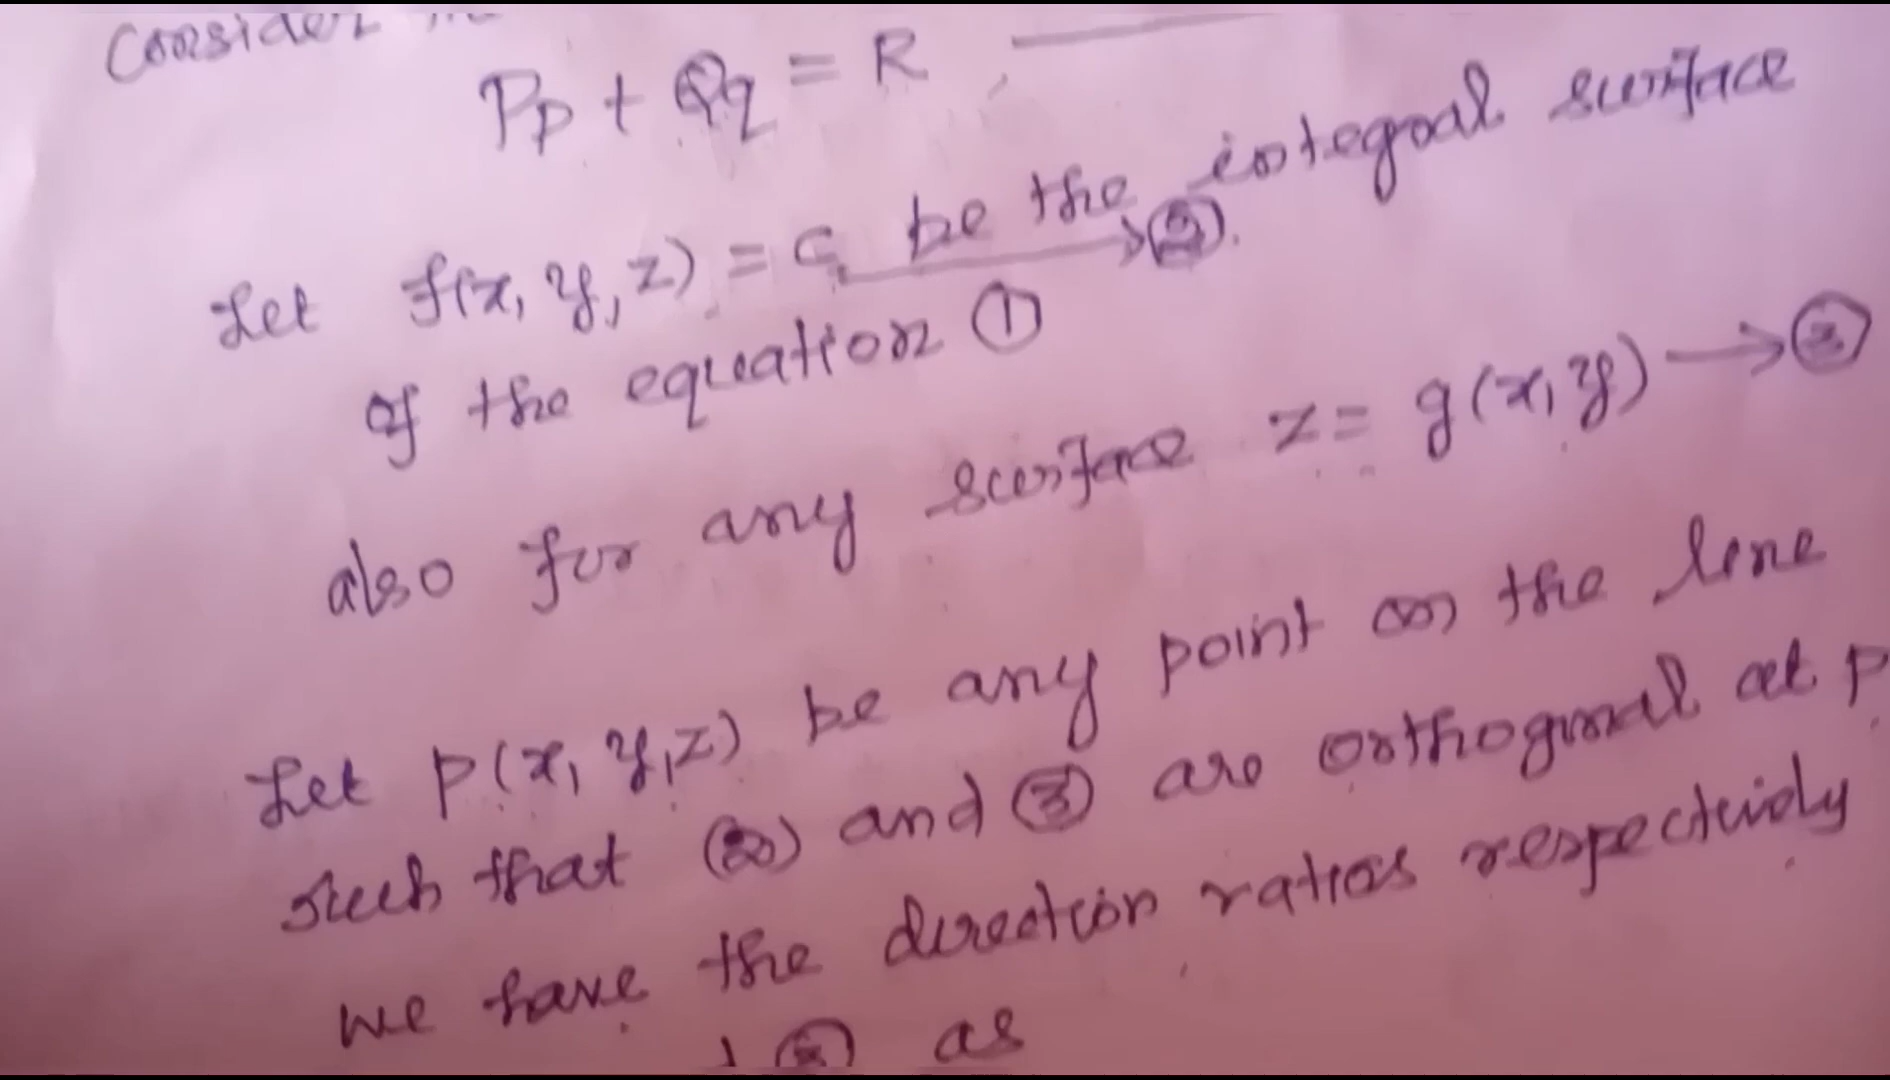 Consider
Pp + Qq = R
Let f(x, y, z) = C, be the integral surface
→ ②.
of the equation ①
also for any surface z = g(x, y) → ③
Let p(x, y, z) be any point on the line
such that ② and ③ are orthogonal at P
we have the direction ratios respectively
as